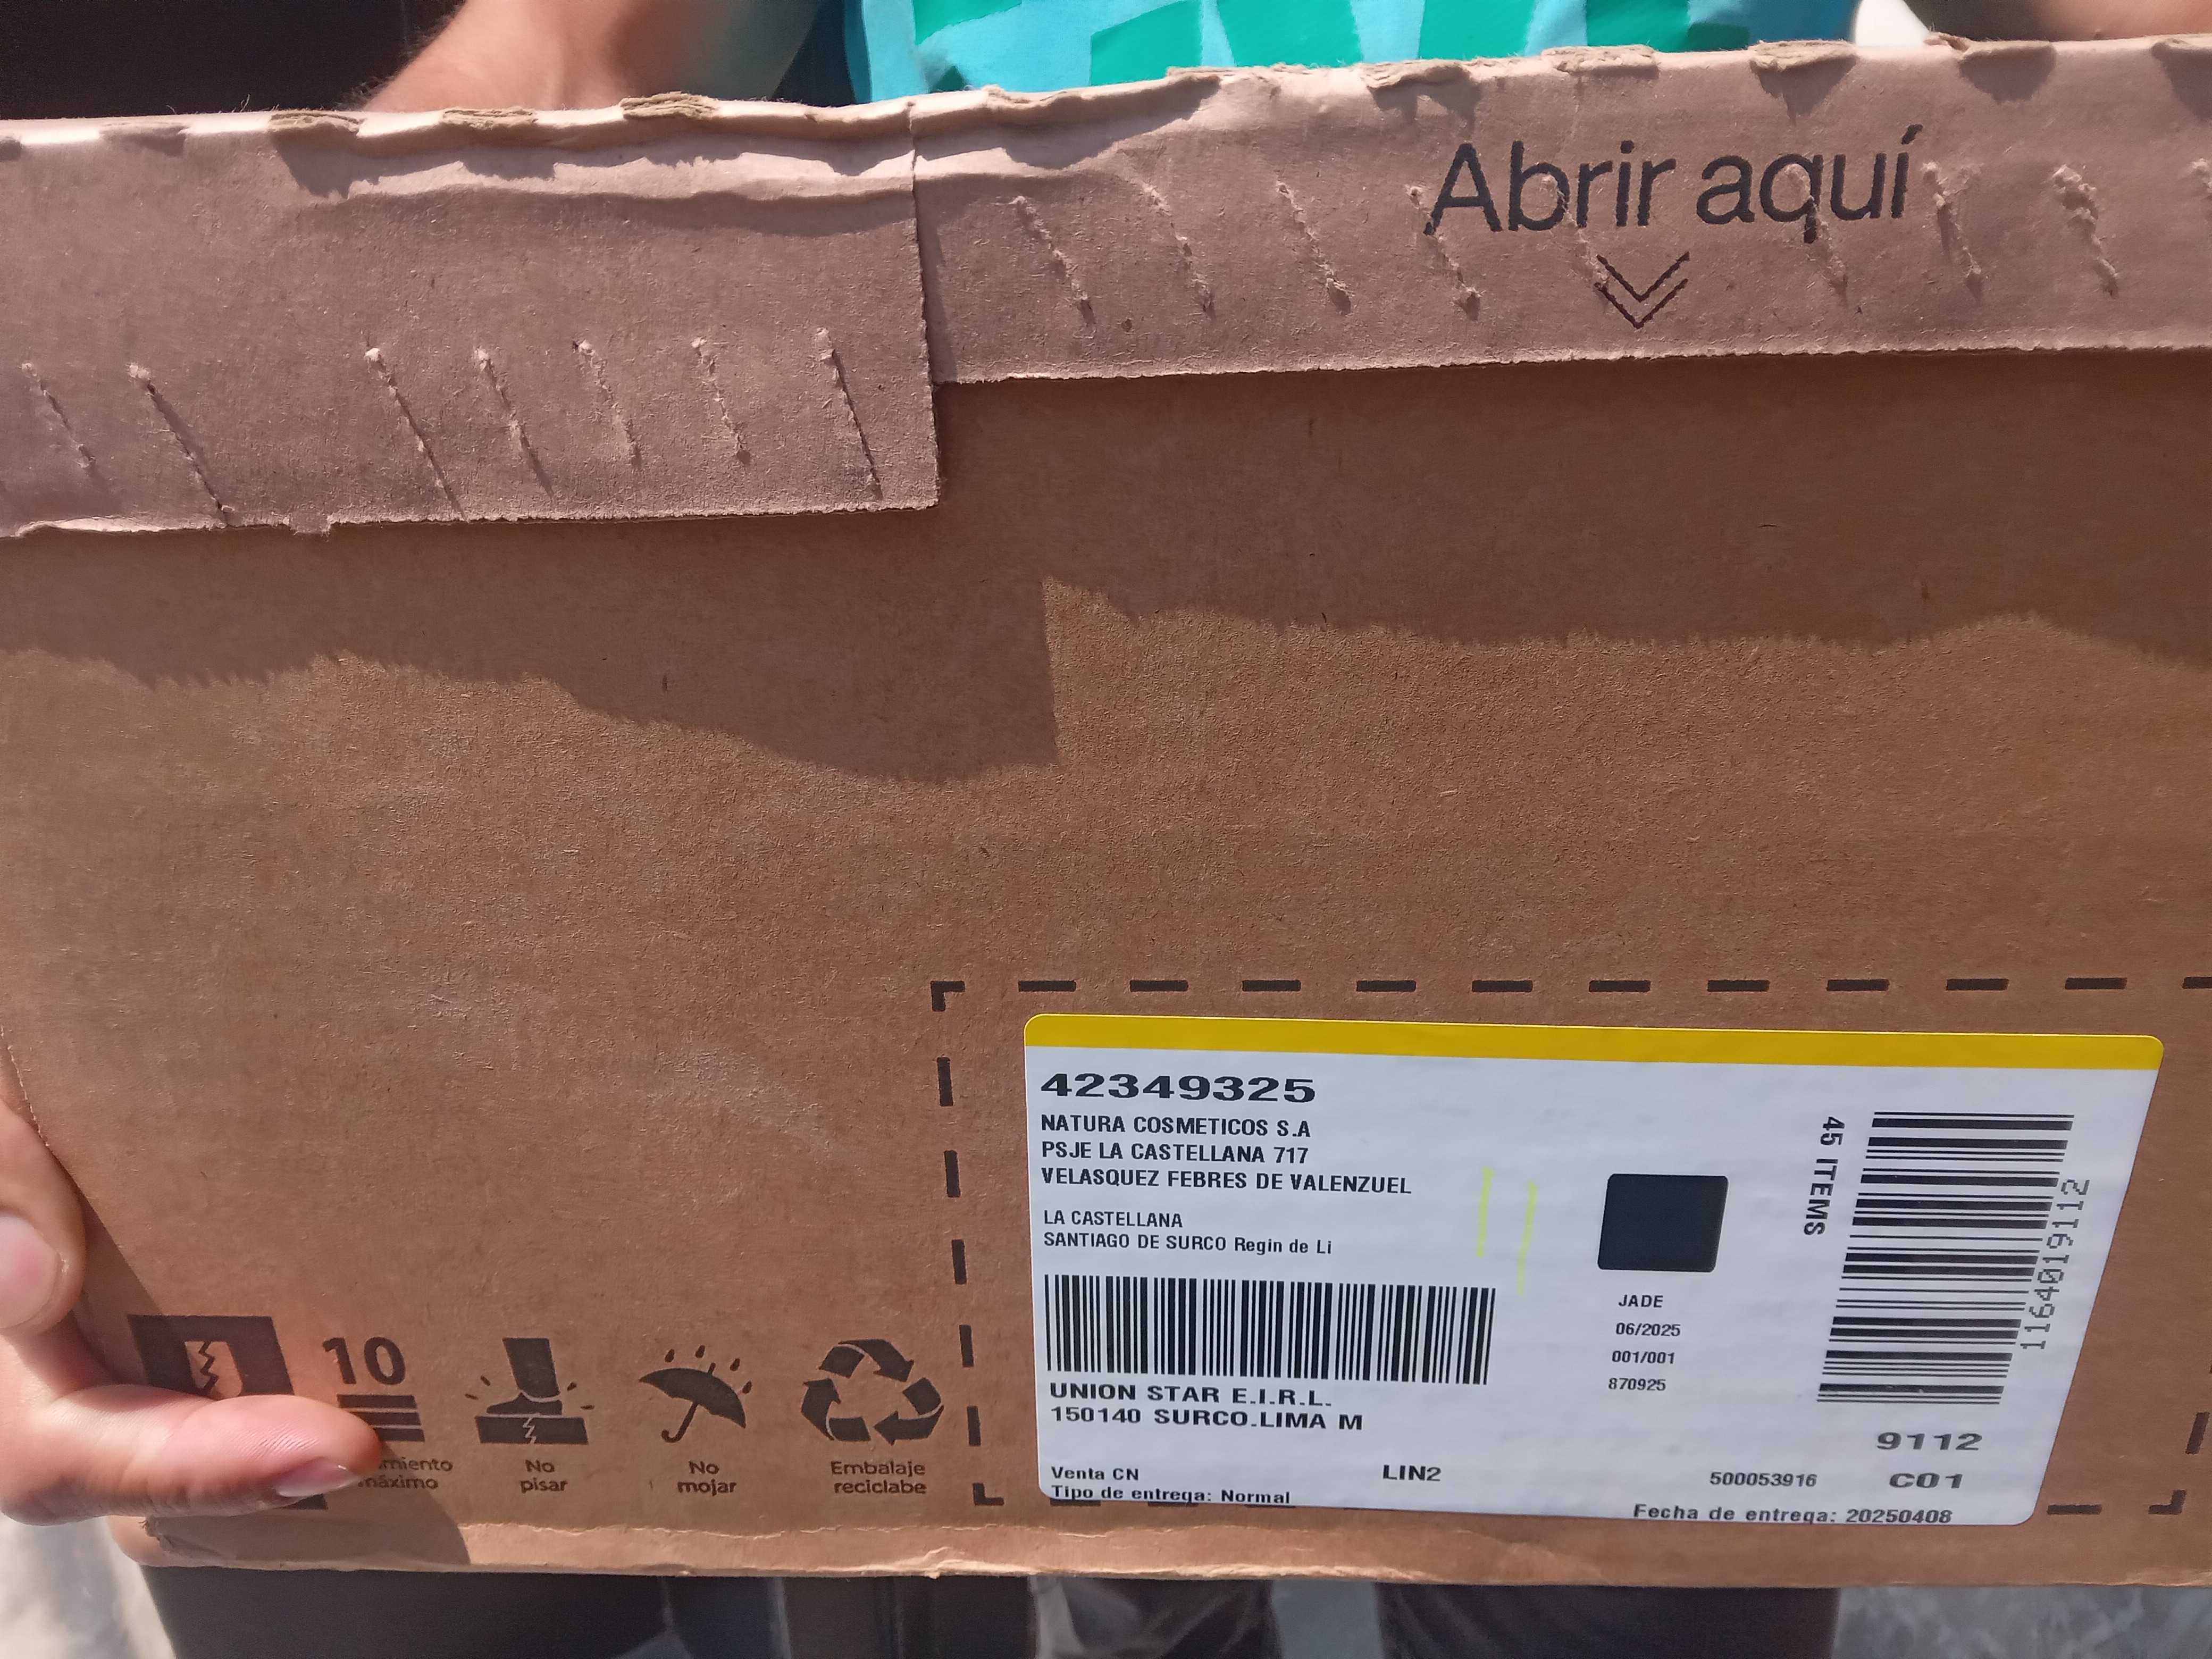 Abrir aquí
42349325
NATURA COSMETICOS S.A
PSJE LA CASTELLANA 717
VELASQUEZ FEBRES DE VALENZUEL
LA CASTELLANA
SANTIAGO DE SURCO Regin de Li
UNION STAR E.I.R.L.
150140 SURCO.LIMA M
Venta CN
LIN2
Tipo de entrega: Normal
JADE
06/2025
001/001
870925
45 ITEMS
1164019112
9112
500053916
C01
Fecha de entrega: 20250408
10
máximo
No
pisar
No
mojar
Embalaje
reciclabe